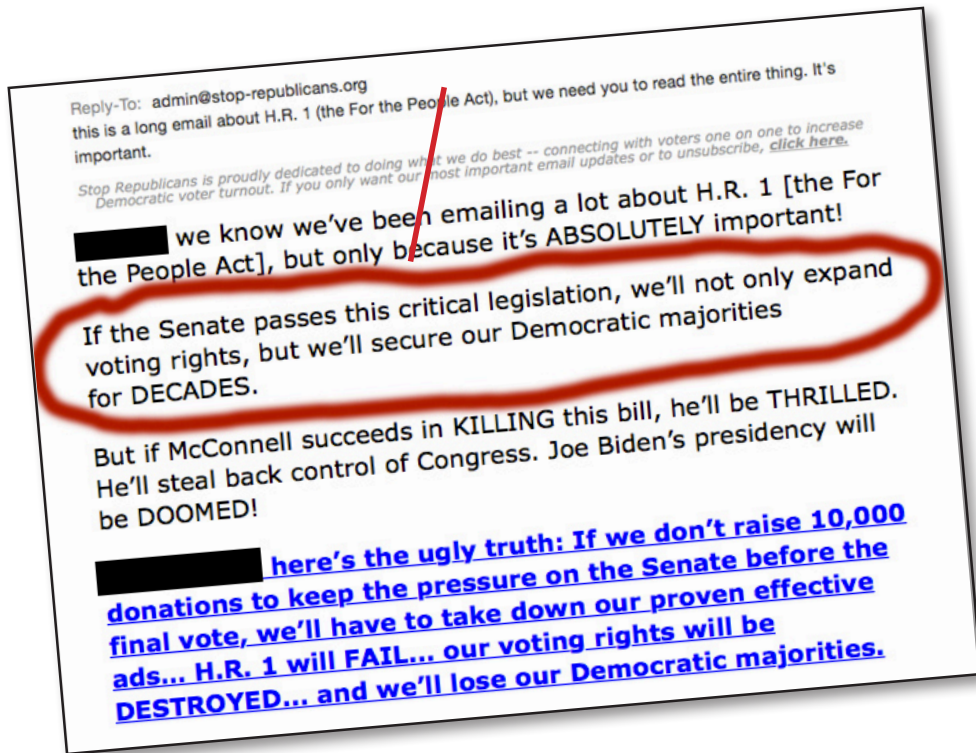 Reply-To: admin@stop-republicans.org
this is a long email about H.R. 1 (the For the People Act), but we need you to read the entire thing. It's
important.
Stop Republicans is proudly dedicated to doing what we do best -- connecting with voters one on one to increase
Democratic voter turnout. If you only want our most important email updates or to unsubscribe, click here.
we know we've been emailing a lot about H.R. 1 [the For
the People Act], but only because it's ABSOLUTELY important!
If the Senate passes this critical legislation, we'll not only expand
voting rights, but we'll secure our Democratic majorities
for DECADES.
But if McConnell succeeds in KILLING this bill, he'll be THRILLED.
He'll steal back control of Congress. Joe Biden's presidency will
be DOOMED!
here's the ugly truth: If we don't raise 10,000
donations to keep the pressure on the Senate before the
final vote, we'll have to take down our proven effective
ads... H.R. 1 will FAIL... our voting rights will be
DESTROYED... and we'll lose our Democratic majorities.